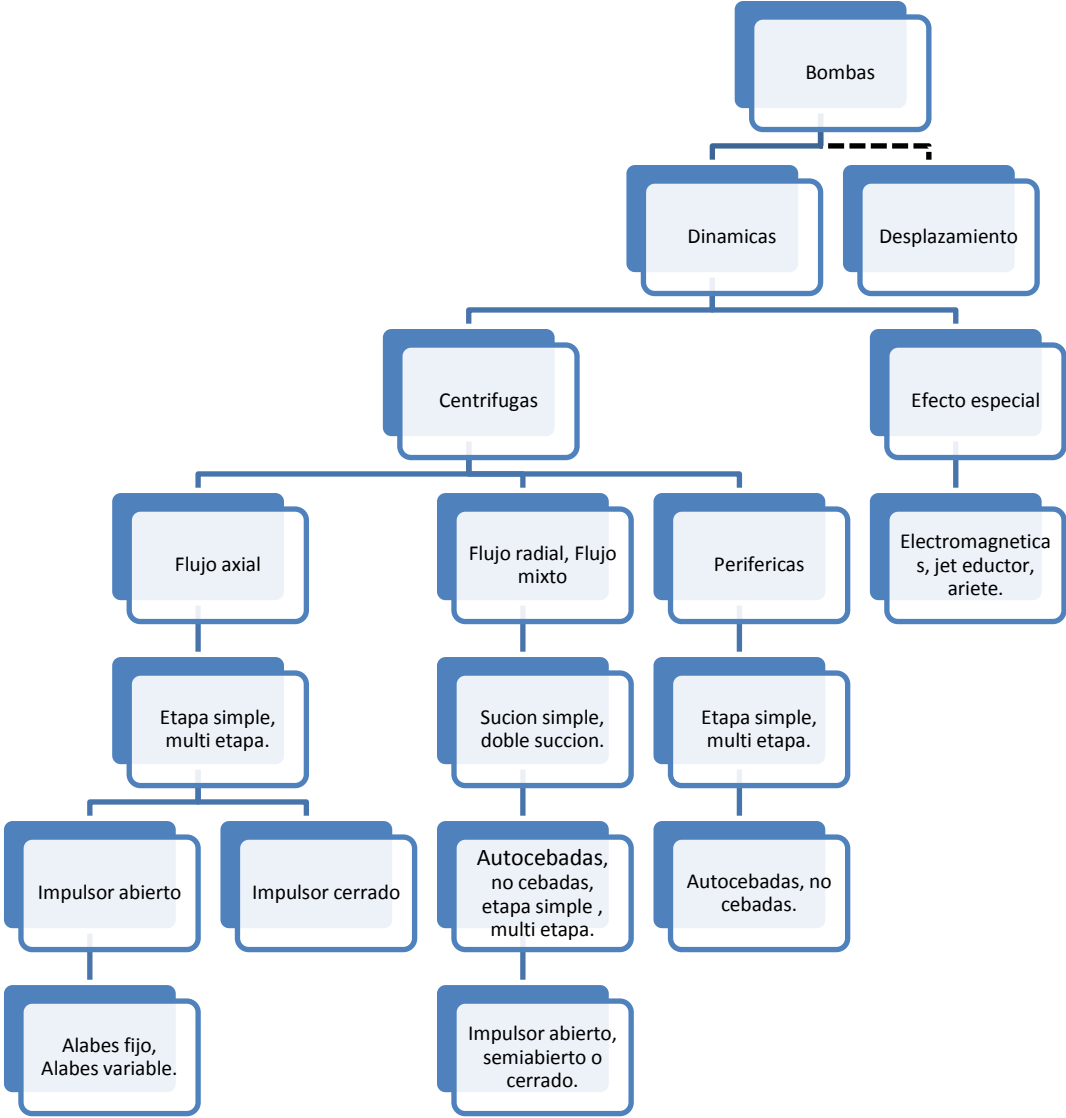 Bombas
Dinamicas
Desplazamiento
Centrifugas
Efecto especial
Flujo axial
Flujo radial, Flujo
mixto
Perifericas
Electromagnetica
s, jet eductor,
ariete.
Etapa simple,
multi etapa.
Sucion simple,
doble succion.
Etapa simple,
multi etapa.
Impulsor abierto
Impulsor cerrado
Autocebadas,
no cebadas,
etapa simple ,
multi etapa.
Autocebadas, no
cebadas.
Alabes fijo,
Alabes variable.
Impulsor abierto,
semiabierto o
cerrado.